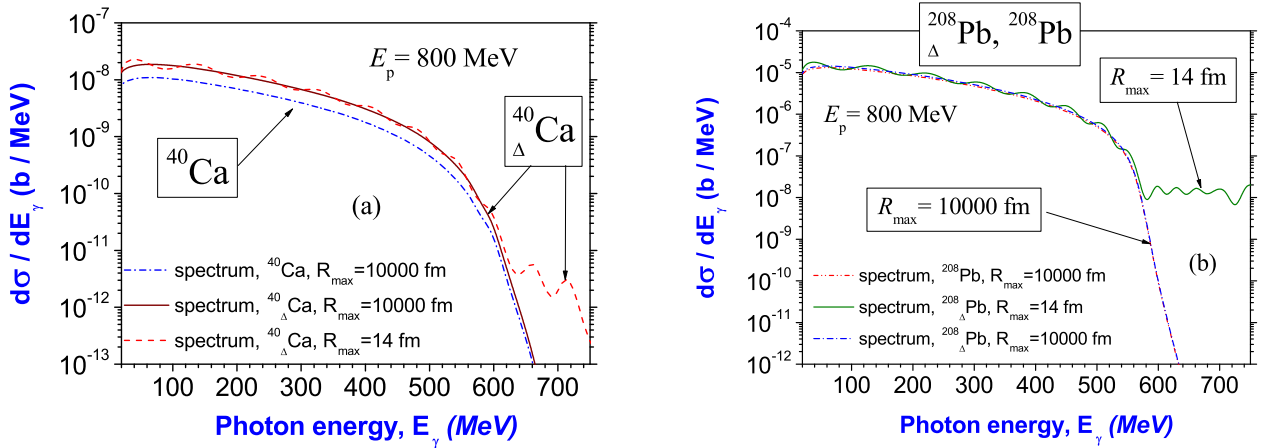 10^-7
10^-8
10^-9
10^-10
10^-11
10^-12
10^-13
dσ / dE_γ (b / MeV)
E_p = 800 MeV
^40Ca
^40_ΔCa
(a)
spectrum, ^40Ca, R_max=10000 fm
spectrum, ^40_ΔCa, R_max=10000 fm
spectrum, ^40_ΔCa, R_max=14 fm
100 200 300 400 500 600 700
Photon energy, E_γ (MeV)
^208_ΔPb, ^208Pb
10^-4
10^-5
10^-6
10^-7
10^-8
10^-9
10^-10
10^-11
10^-12
dσ / dE_γ (b / MeV)
R_max = 14 fm
E_p = 800 MeV
R_max = 10000 fm
(b)
spectrum, ^208Pb, R_max=10000 fm
spectrum, ^208_ΔPb, R_max=14 fm
spectrum, ^208_ΔPb, R_max=10000 fm
100 200 300 400 500 600 700
Photon energy, E_γ (MeV)